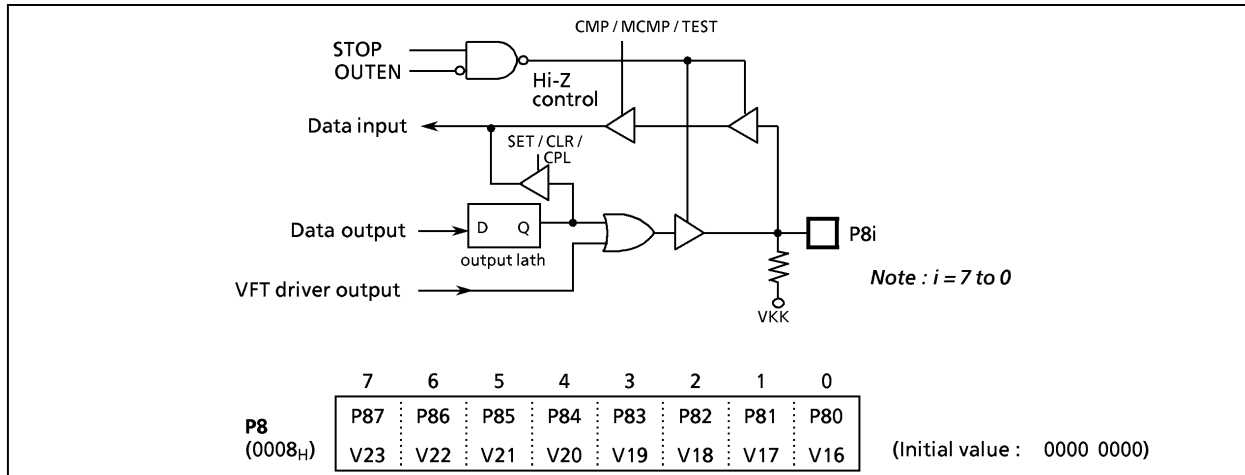 CMP / MCMP / TEST
STOP
OUTEN
Hi-Z
control
Data input
SET / CLR /
CPL
Data output
D Q
P8i
output lath
Note : i = 7 to 0
VFT driver output
VKK
7 6 5 4 3 2 1 0
P8
(0008H)
P87 P86 P85 P84 P83 P82 P81 P80
V23 V22 V21 V20 V19 V18 V17 V16
(Initial value : 0000 0000)